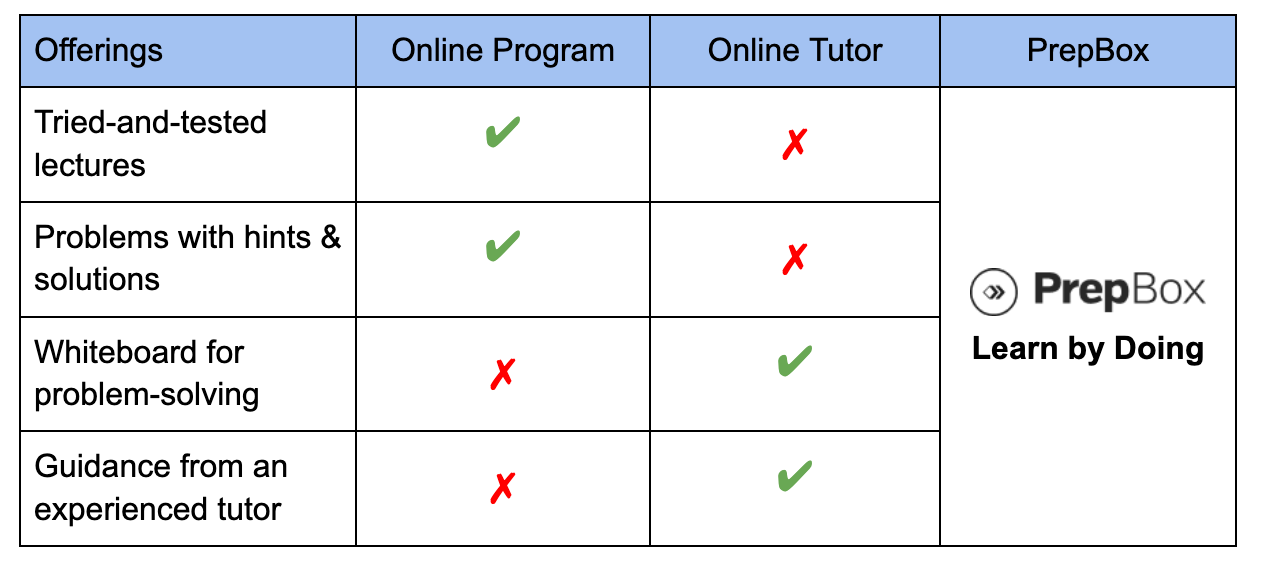 Offerings Online Program Online Tutor PrepBox
Tried-and-tested
lectures
✔ ✗
Problems with hints &
solutions
✔ ✗
PrepBox
Learn by Doing
Whiteboard for
problem-solving
✗ ✔
Guidance from an
experienced tutor
✗ ✔